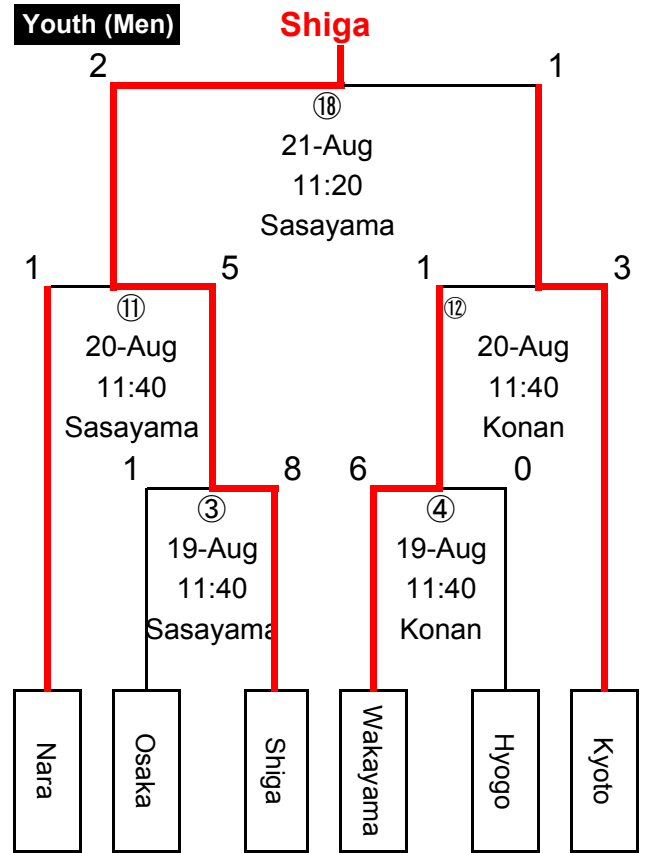 Youth (Men)
Shiga
2
1
⑱
21-Aug
11:20
Sasayama
1
5
1
3
⑪
⑫
20-Aug
11:40
Sasayama
20-Aug
11:40
Konan
1
8
6
0
③
④
19-Aug
11:40
Sasayama
19-Aug
11:40
Konan
Nara
Osaka
Shiga
Wakayama
Hyogo
Kyoto